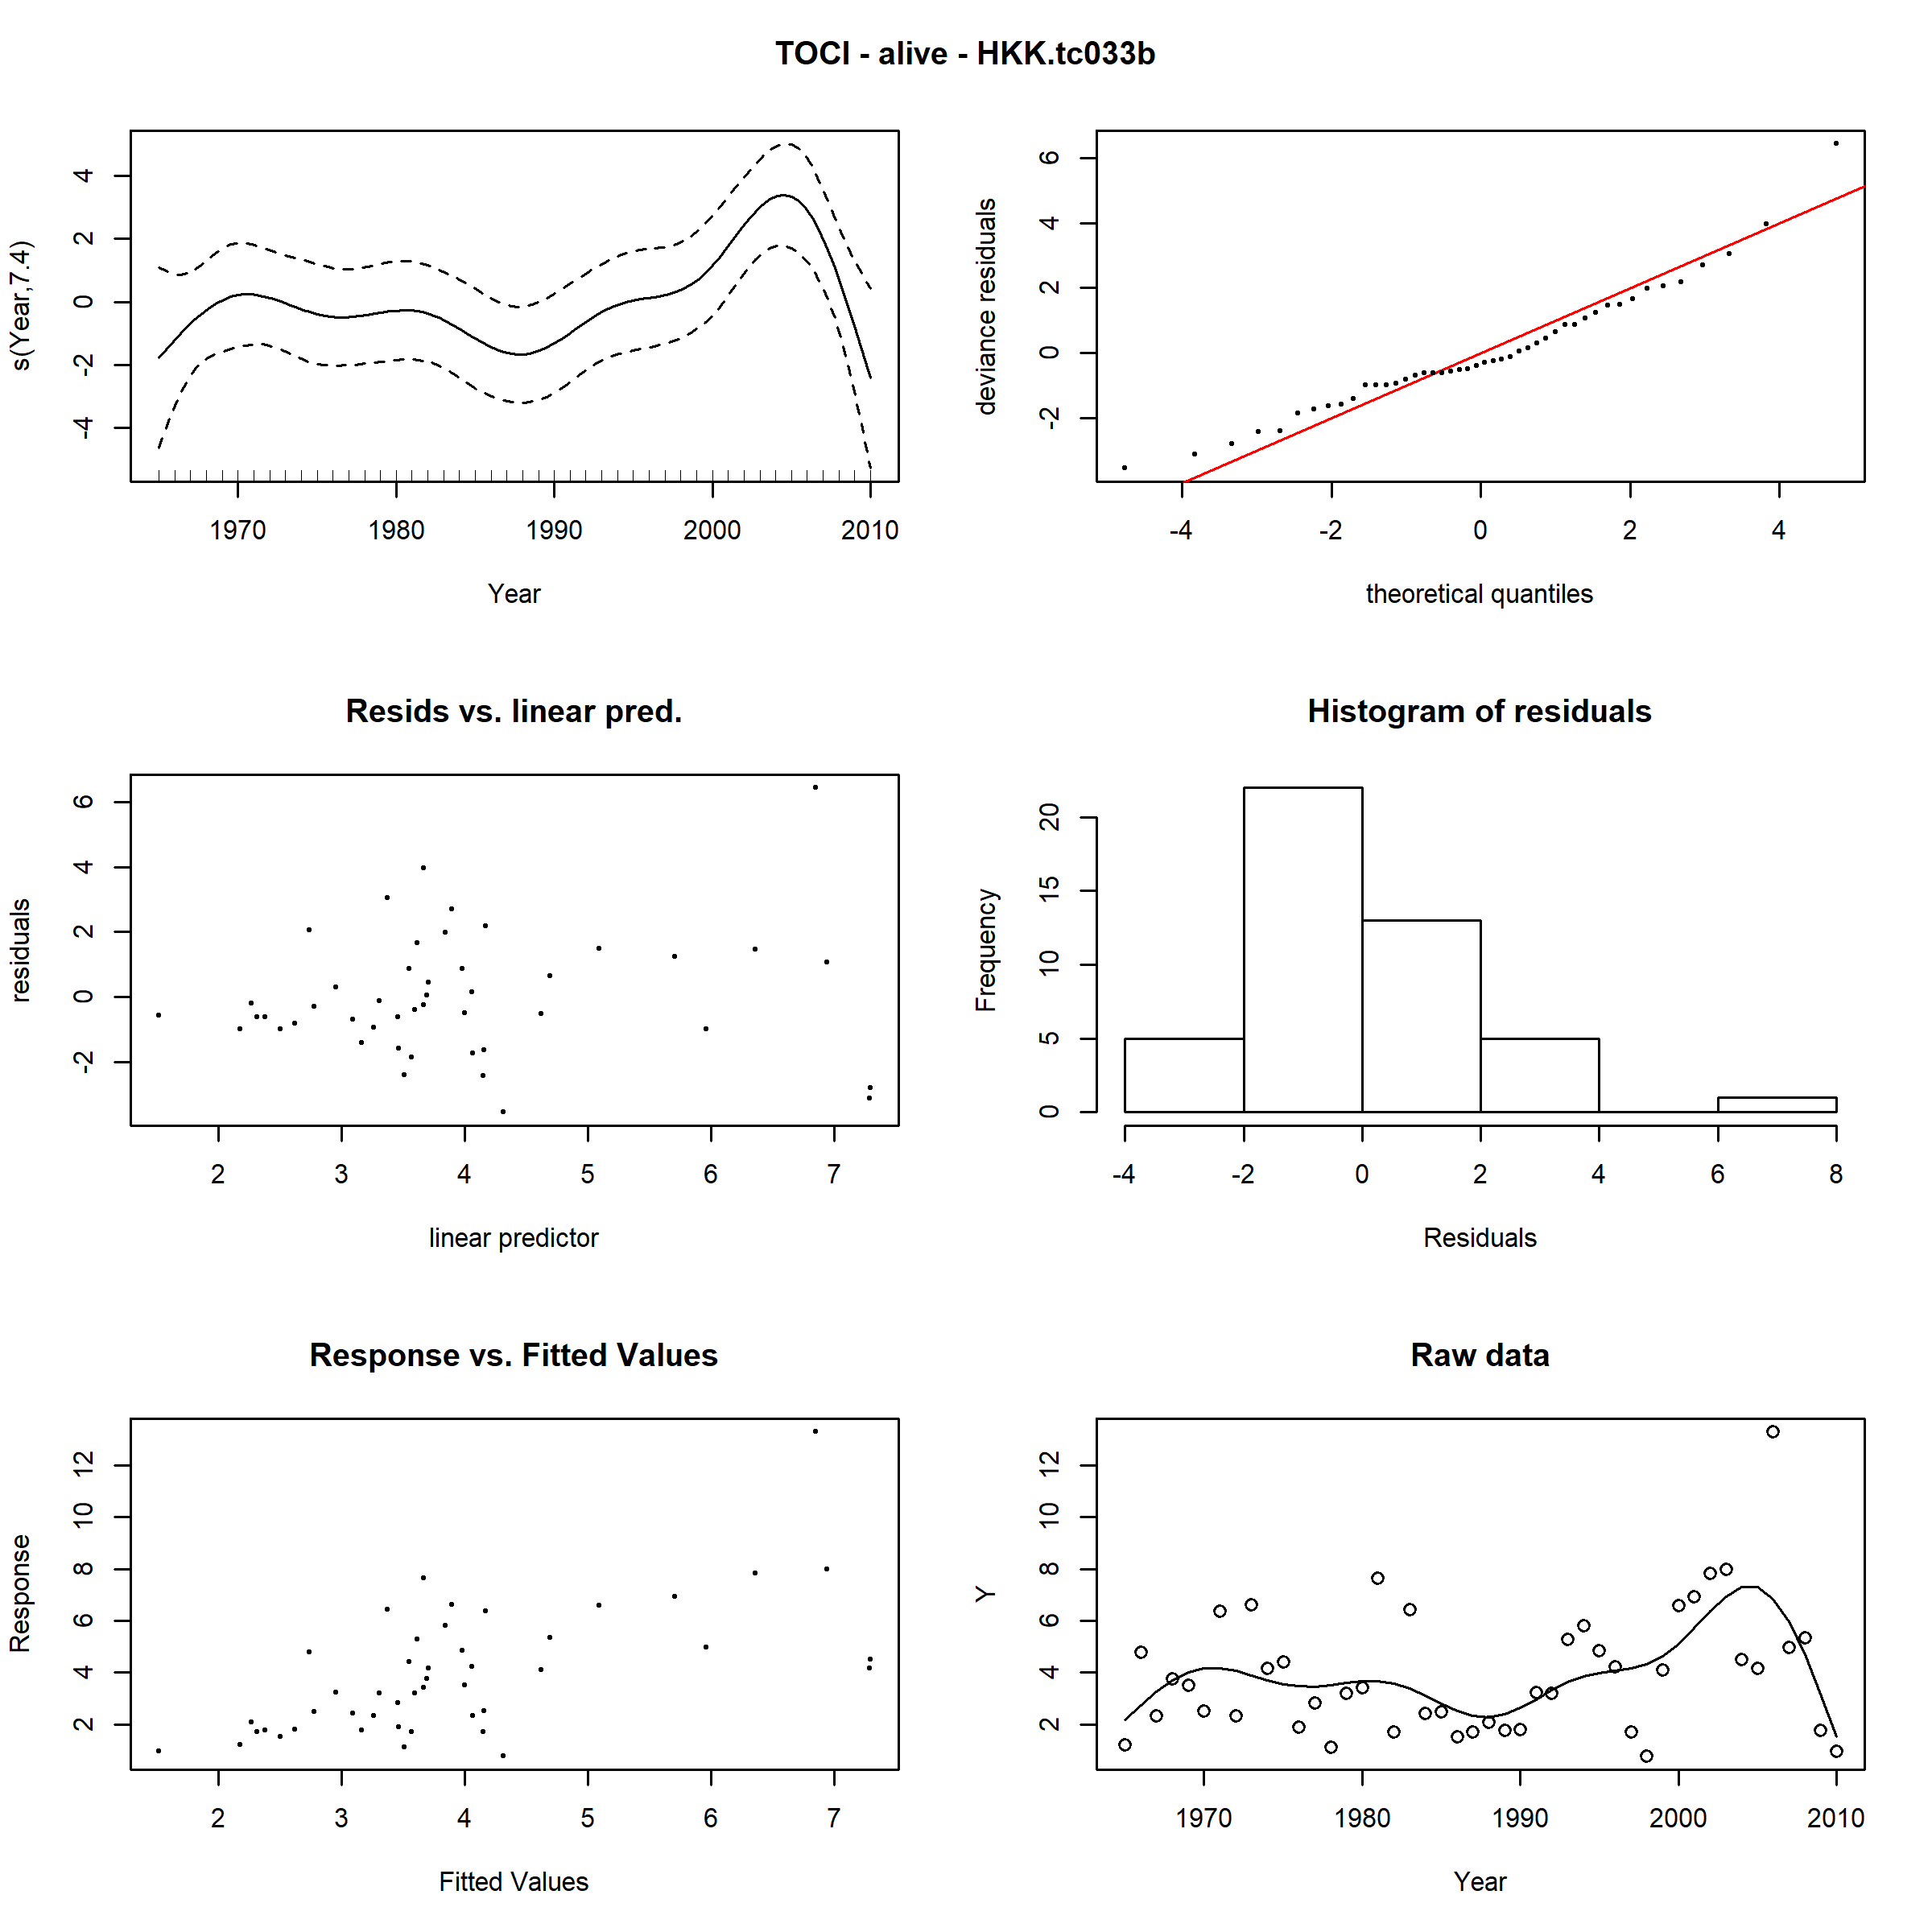 TOCI - alive - HKK.tc033b
s(Year,7.4)
4
2
0
-2
-4
1970 1980 1990 2000 2010
Year
deviance residuals
6
4
2
0
-2
-4 -2 0 2 4
theoretical quantiles
Resids vs. linear pred.
residuals
6
4
2
0
-2
2 3 4 5 6 7
linear predictor
Histogram of residuals
Frequency
20
15
10
5
0
-4 -2 0 2 4 6 8
Residuals
Response vs. Fitted Values
Response
12
10
8
6
4
2
2 3 4 5 6 7
Fitted Values
Raw data
Y
12
10
8
6
4
2
1970 1980 1990 2000 2010
Year